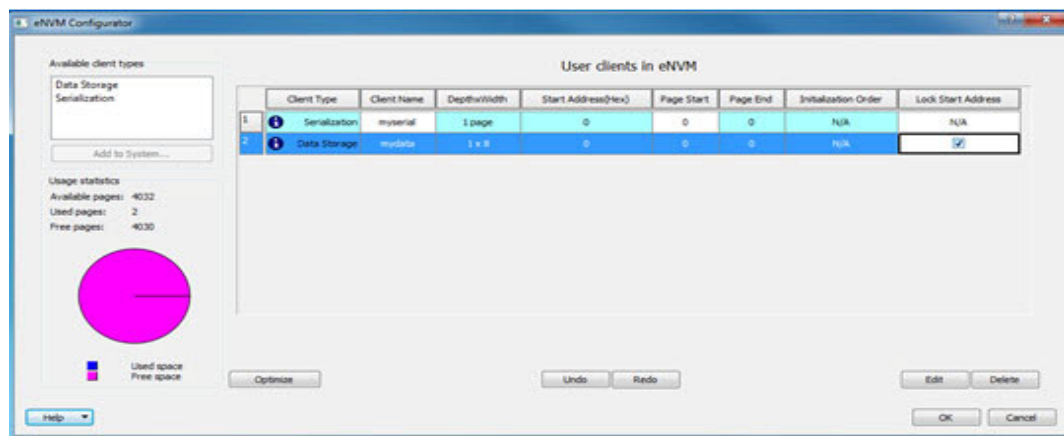 eNVM Configurator
Available client types
Data Storage
Serialization
Add to System...
Usage statistics
Available pages: 4032
Used pages: 2
Free pages: 4030
Used space
Free space
User clients in eNVM
Client Type Client Name DepthxWidth Start Address(Hex) Page Start Page End Initialization Order Lock Start Address
1 Serialization myserial 1 page 0 0 0 N/A N/A
2 Data Storage mydata 1 x 8 0 0 0 N/A
Optimize Undo Redo Edit Delete
Help OK Cancel